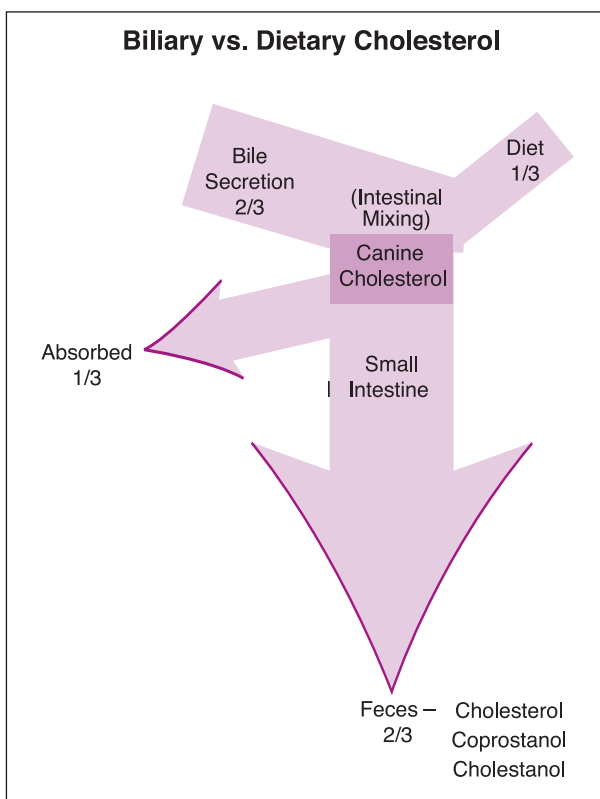 Biliary vs. Dietary Cholesterol
Bile
Secretion
2/3
Diet
1/3
(Intestinal
Mixing)
Canine
Cholesterol
Absorbed
1/3
Small
Intestine
Feces –
2/3
Cholesterol
Coprostanol
Cholestanol